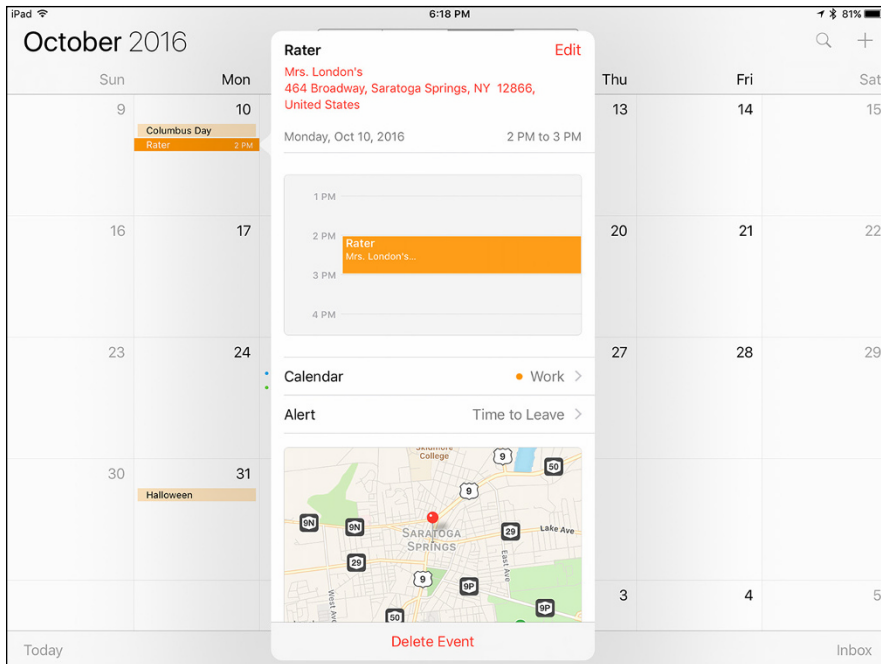 iPad 6:18 PM 81%
October 2016
Sun Mon Thu Fri Sat
9 10 13 14 15
Columbus Day
Rater 2 PM
16 17 20 21 22
23 24 27 28 29
30 31
Halloween
3 4 5
Today Inbox
Rater Edit
Mrs. London's
464 Broadway, Saratoga Springs, NY 12866,
United States
Monday, Oct 10, 2016 2 PM to 3 PM
1 PM
2 PM
Rater
Mrs. London's...
3 PM
4 PM
Calendar Work
Alert Time to Leave
Skidmore
College
9
50
9
9N 9N
SARATOGA
SPRINGS
29 Lake Ave
29
East Ave
9
9P
West Ave
9P
50
Delete Event